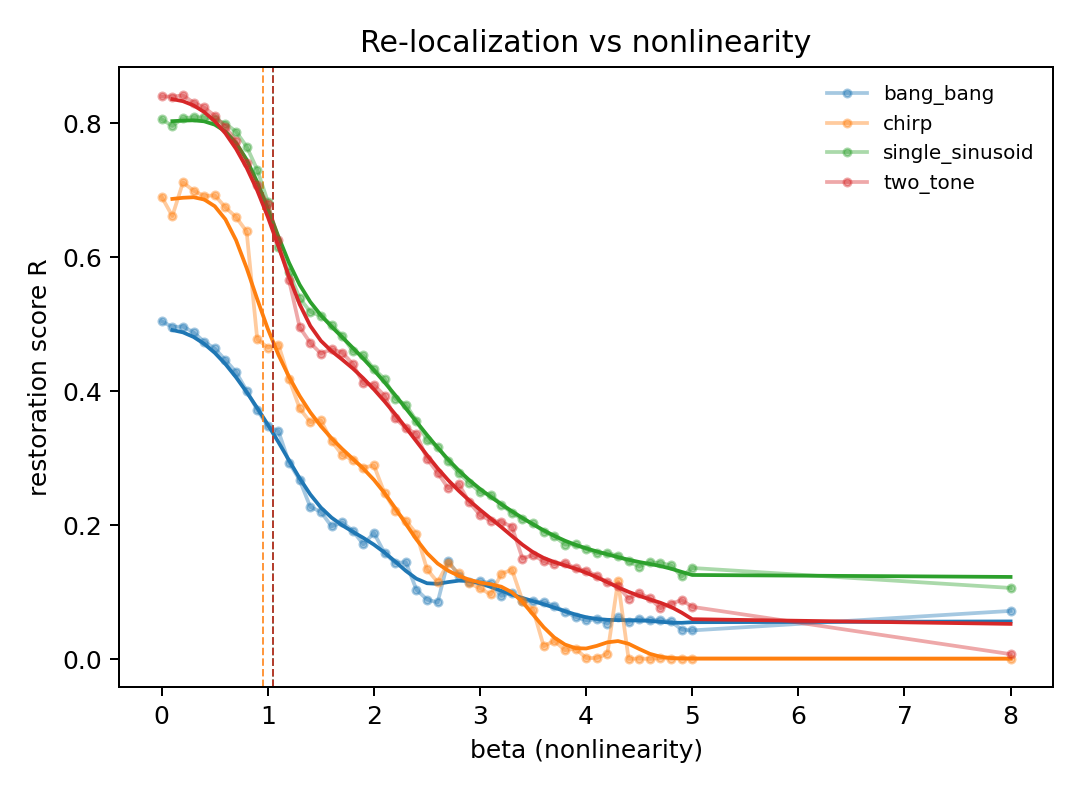 Re-localization vs nonlinearity
bang_bang
chirp
single_sinusoid
two_tone
restoration score R
0.8
0.6
0.4
0.2
0.0
0 1 2 3 4 5 6 7 8
beta (nonlinearity)